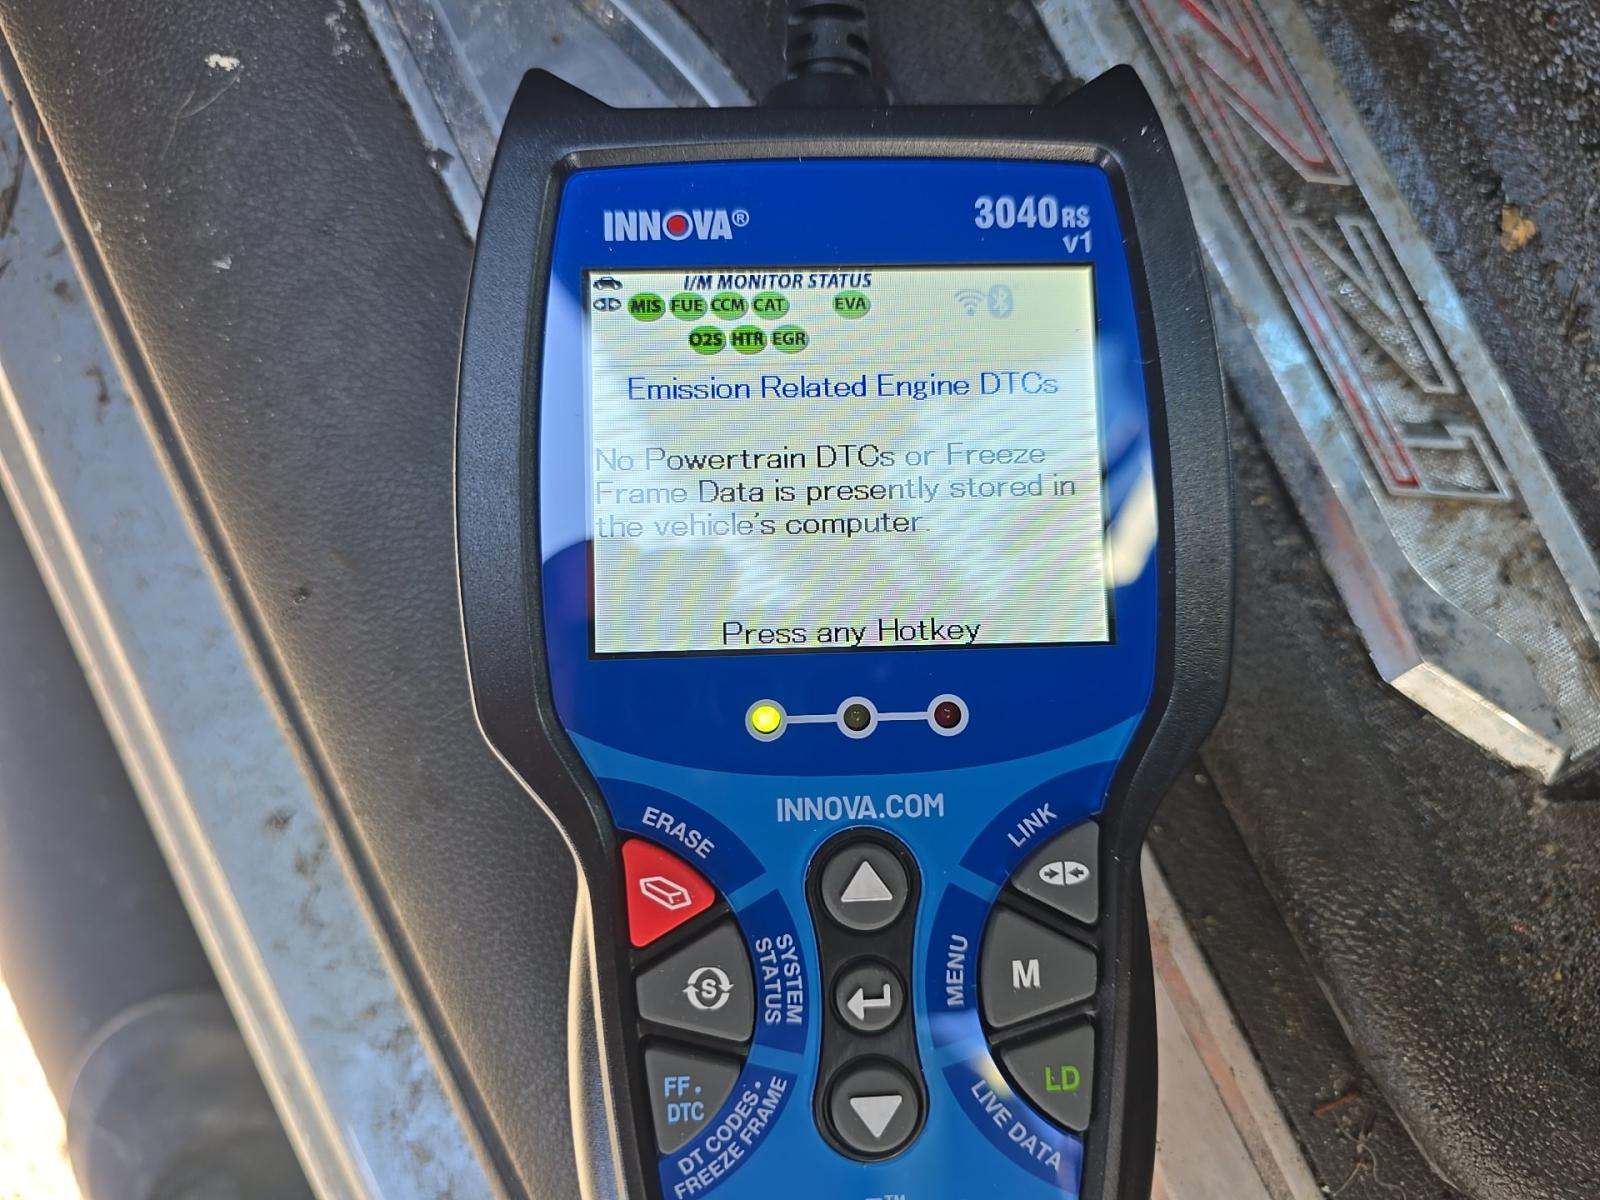 INNOVA®
3040RS
v1
I/M MONITOR STATUS
MIS FUE CCM CAT EVA
O2S HTR EGR
Emission Related Engine DTCs
No Powertrain DTCs or Freeze
Frame Data is presently stored in
the vehicle's computer.
Press any Hotkey
INNOVA.COM
ERASE
LINK
S
SYSTEM
STATUS
MENU
M
FF.
DTC
DT CODES.
FREEZE FRAME
LD
LIVE DATA
TM